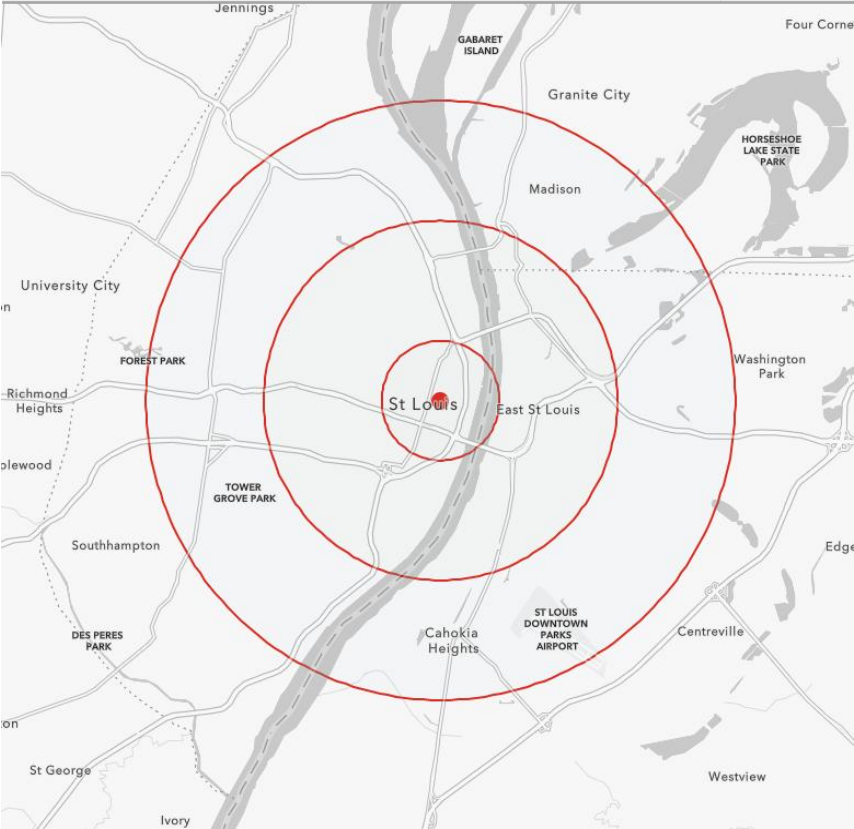 Jennings
GABARET
ISLAND
Four Corne
Granite City
HORSESHOE
LAKE STATE
PARK
Madison
University City
on
FOREST PARK
Washington
Park
Richmond
Heights
St Louis
East St Louis
plewood
TOWER
GROVE PARK
Southhampton
Edge
ST LOUIS
DOWNTOWN
PARKS
AIRPORT
DES PERES
PARK
Cahokia
Heights
Centreville
ton
St George
Westview
Ivory